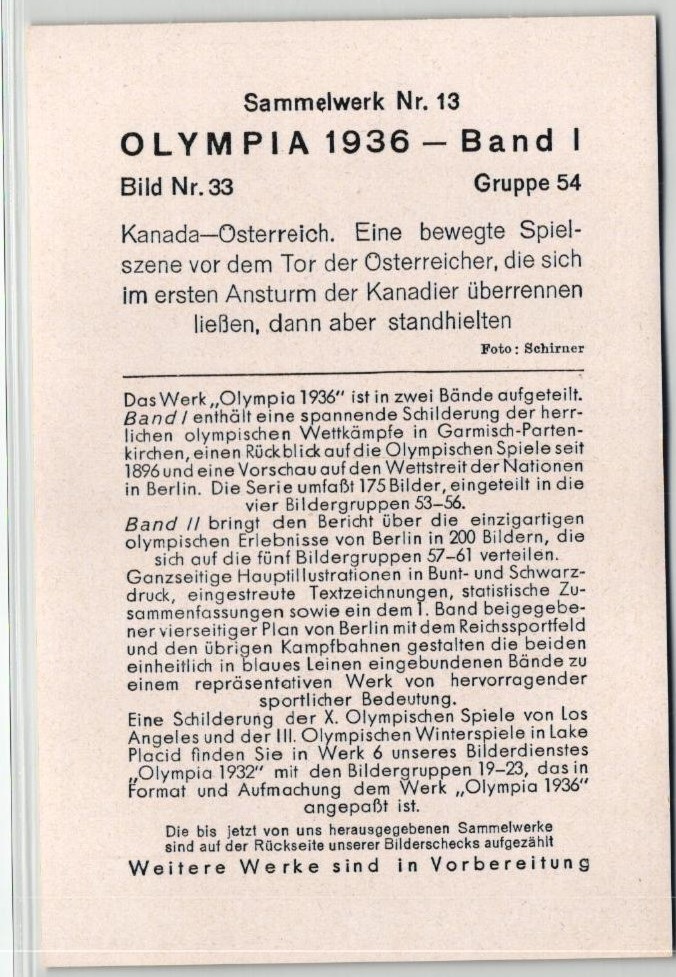 Sammelwerk Nr. 13
OLYMPIA 1936 — Band I
Bild Nr. 33 Gruppe 54
Kanada—Österreich. Eine bewegte Spiel-
szene vor dem Tor der Österreicher, die sich
im ersten Ansturm der Kanadier überrennen
ließen, dann aber standhielten
Foto: Schirner
Das Werk „Olympia 1936“ ist in zwei Bände aufgeteilt.
Band I enthält eine spannende Schilderung der herr-
lichen olympischen Wettkämpfe in Garmisch-Parten-
kirchen, einen Rückblick auf die Olympischen Spiele seit
1896 und eine Vorschau auf den Wettstreit der Nationen
in Berlin. Die Serie umfaßt 175 Bilder, eingeteilt in die
vier Bildergruppen 53–56.
Band II bringt den Bericht über die einzigartigen
olympischen Erlebnisse von Berlin in 200 Bildern, die
sich auf die fünf Bildergruppen 57–61 verteilen.
Ganzseitige Hauptillustrationen in Bunt- und Schwarz-
druck, eingestreute Textzeichnungen, statistische Zu-
sammenfassungen sowie ein dem 1. Band beigegebe-
ner vierseitiger Plan von Berlin mit dem Reichssportfeld
und den übrigen Kampfbahnen gestalten die beiden
einheitlich in blaues Leinen eingebundenen Bände zu
einem repräsentativen Werk von hervorragender
sportlicher Bedeutung.
Eine Schilderung der X. Olympischen Spiele von Los
Angeles und der III. Olympischen Winterspiele in Lake
Placid finden Sie in Werk 6 unseres Bilderdienstes
„Olympia 1932“ mit den Bildergruppen 19–23, das in
Format und Aufmachung dem Werk „Olympia 1936“
angepaßt ist.
Die bis jetzt von uns herausgegebenen Sammelwerke
sind auf der Rückseite unserer Bilderschecks aufgezählt
Weitere Werke sind in Vorbereitung